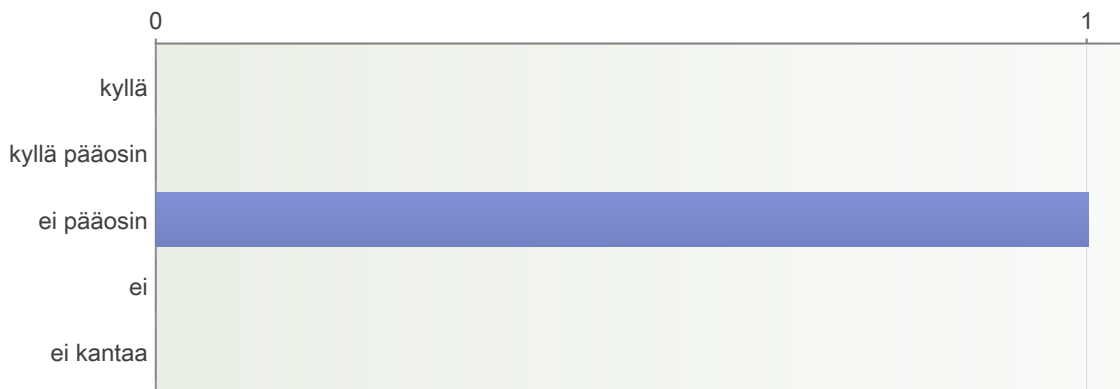 0 1
kyllä
kyllä pääosin
ei pääosin
ei
ei kantaa